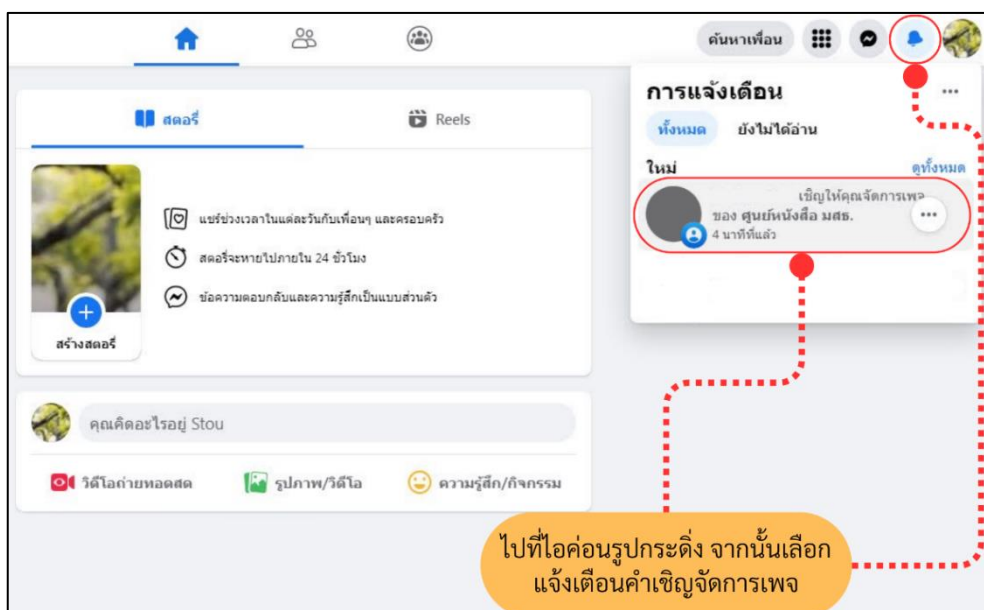 ค้นหาเพื่อน
การแจ้งเตือน
ทั้งหมด ยังไม่ได้อ่าน
ใหม่ ดูทั้งหมด
เชิญให้คุณจัดการเพจ
ของ ศูนย์หนังสือ มสธ.
4 นาทีที่แล้ว
สตอรี่ Reels
แชร์ช่วงเวลาในแต่ละวันกับเพื่อนๆ และครอบครัว
สตอรี่จะหายไปภายใน 24 ชั่วโมง
ข้อความตอบกลับและความรู้สึกเป็นแบบส่วนตัว
สร้างสตอรี่
คุณคิดอะไรอยู่ Stou
วิดีโอถ่ายทอดสด รูปภาพ/วิดีโอ ความรู้สึก/กิจกรรม
ไปที่ไอค่อนรูปกระดิ่ง จากนั้นเลือก
แจ้งเตือนคำเชิญจัดการเพจ